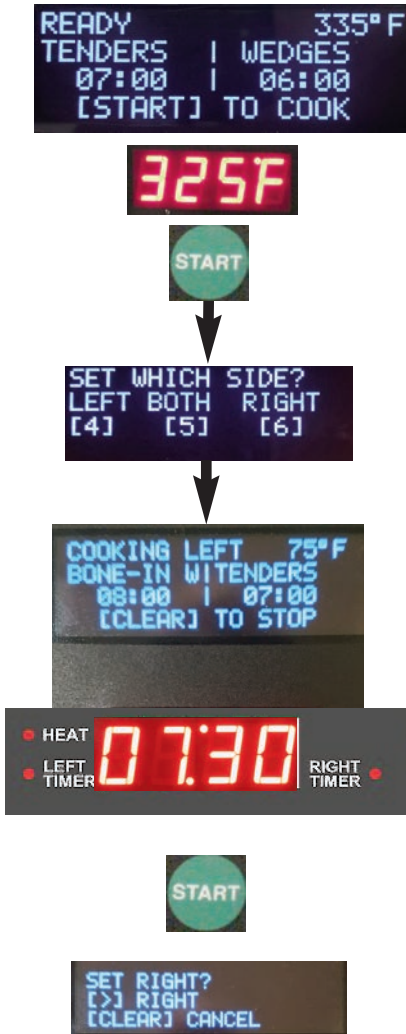 READY 335°F
TENDERS | WEDGES
07:00 | 06:00
[START] TO COOK
325°F
START
SET WHICH SIDE?
LEFT BOTH RIGHT
[4] [5] [6]
COOKING LEFT 75°F
BONE-IN W|TENDERS
08:00 | 07:00
[CLEAR] TO STOP
HEAT
LEFT TIMER
07:30
RIGHT TIMER
START
SET RIGHT?
[>] RIGHT
[CLEAR] CANCEL